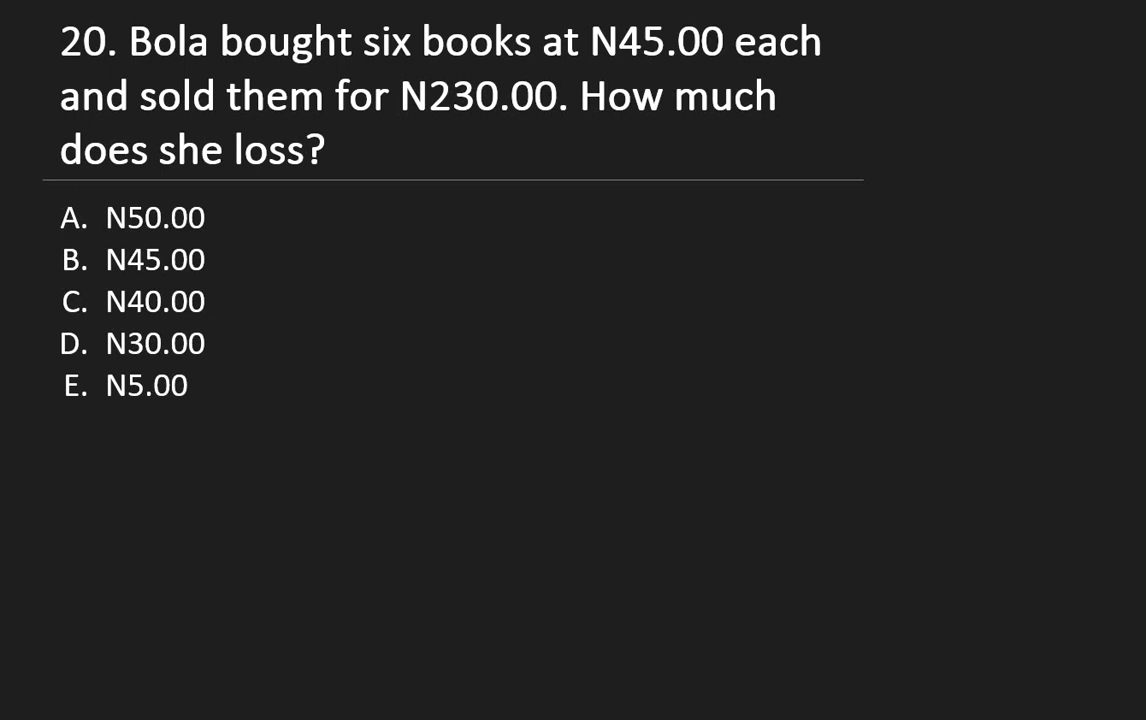 20. Bola bought six books at N45.00 each
and sold them for N230.00. How much
does she loss?
A. N50.00
B. N45.00
C. N40.00
D. N30.00
E. N5.00